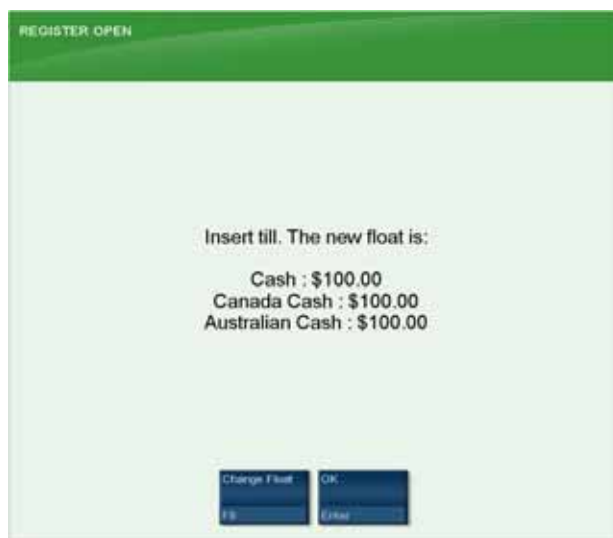 REGISTER OPEN
Insert till. The new float is:
Cash : $100.00
Canada Cash : $100.00
Australian Cash : $100.00
Change Float OK
Enter